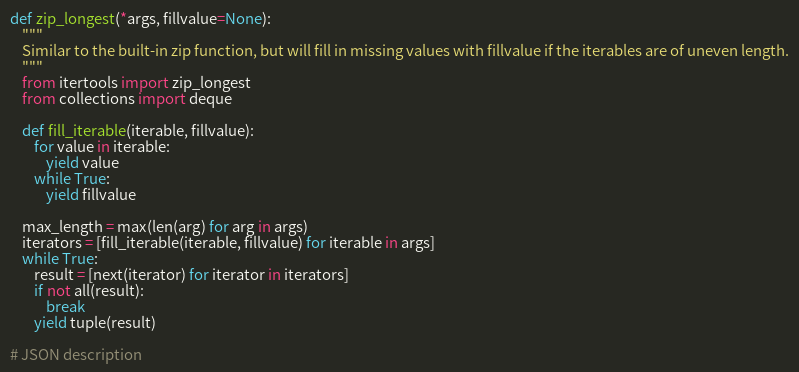 def zip_longest(*args, fillvalue=None):
    """
    Similar to the built-in zip function, but will fill in missing values with fillvalue if the iterables are of uneven length.
    """
    from itertools import zip_longest
    from collections import deque

    def fill_iterable(iterable, fillvalue):
        for value in iterable:
            yield value
        while True:
            yield fillvalue

    max_length = max(len(arg) for arg in args)
    iterators = [fill_iterable(iterable, fillvalue) for iterable in args]
    while True:
        result = [next(iterator) for iterator in iterators]
        if not all(result):
            break
        yield tuple(result)

# JSON description